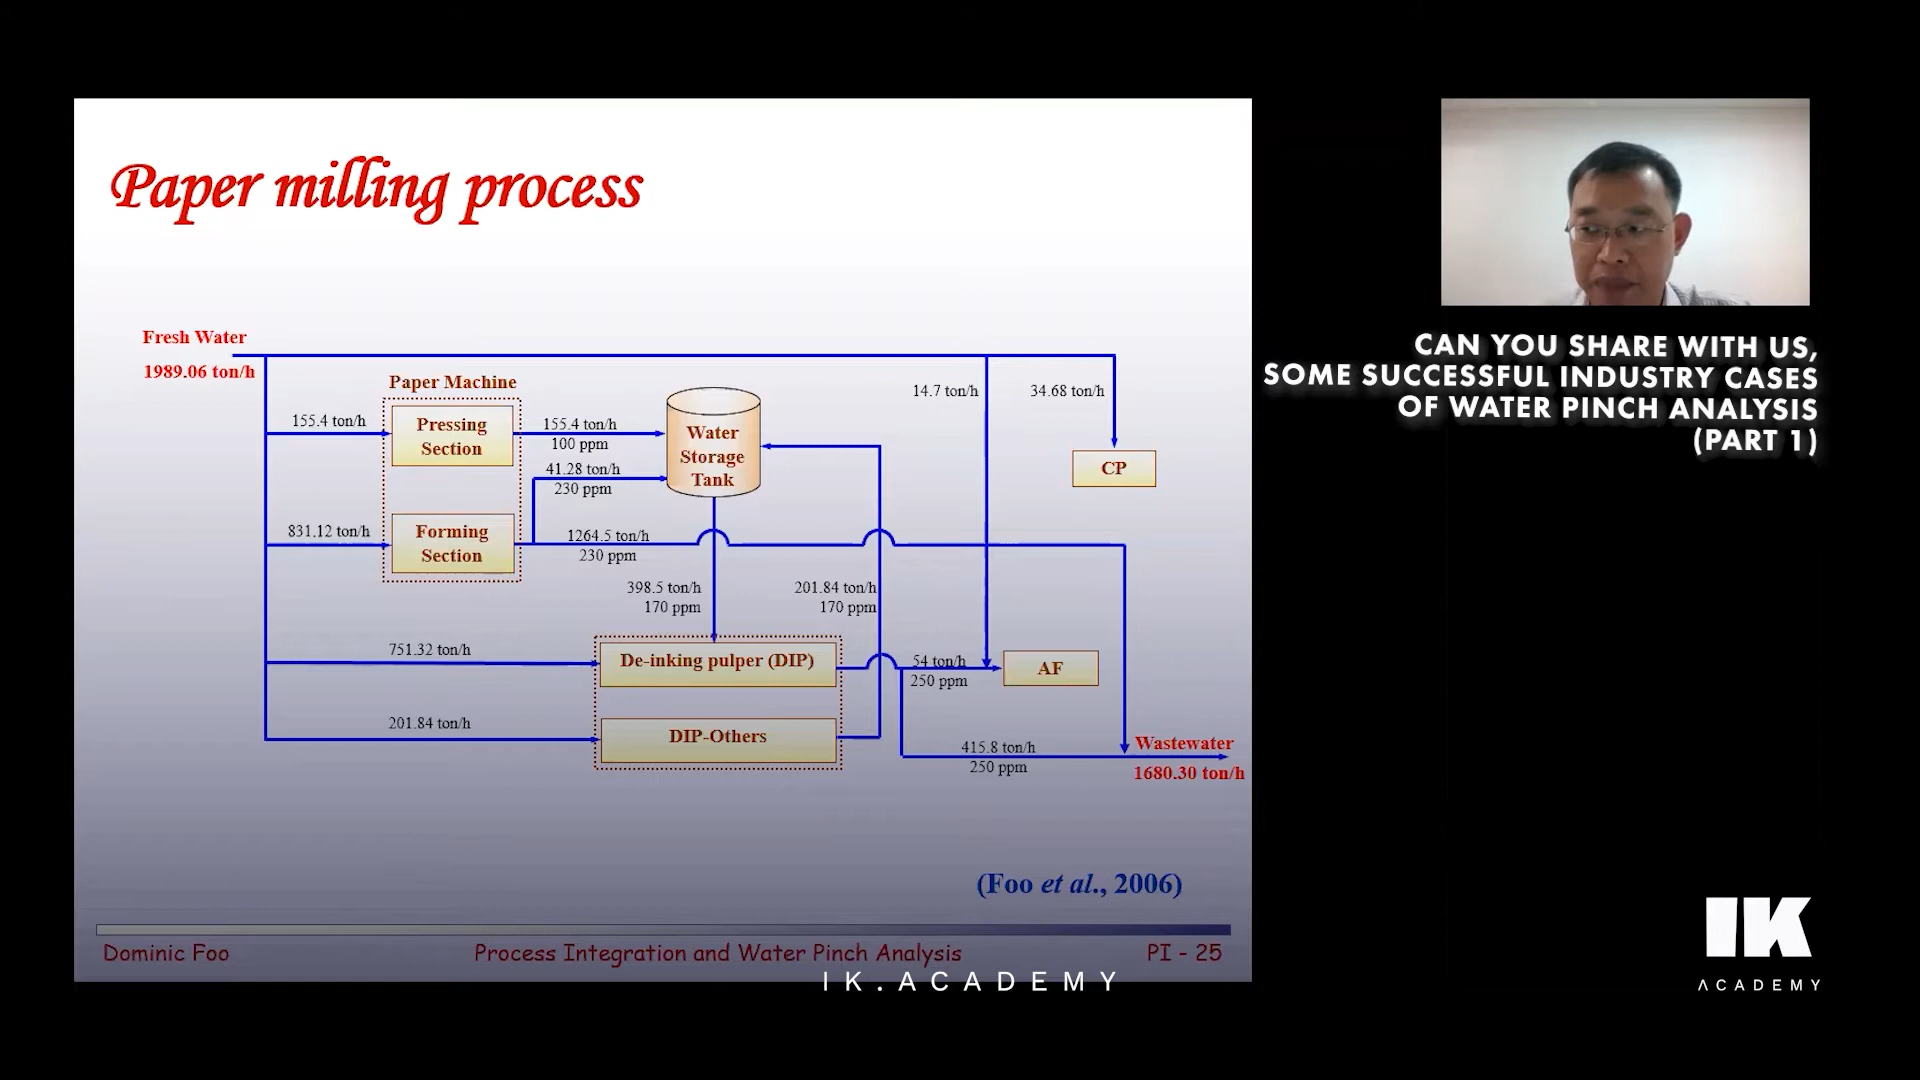 Paper milling process
Fresh Water
1989.06 ton/h
Paper Machine
155.4 ton/h
Pressing
Section
155.4 ton/h
100 ppm
41.28 ton/h
230 ppm
Water
Storage
Tank
14.7 ton/h
34.68 ton/h
CP
831.12 ton/h
Forming
Section
1264.5 ton/h
230 ppm
398.5 ton/h
170 ppm
201.84 ton/h
170 ppm
751.32 ton/h
De-inking pulper (DIP)
54 ton/h
250 ppm
AF
201.84 ton/h
DIP-Others
415.8 ton/h
250 ppm
Wastewater
1680.30 ton/h
(Foo et al., 2006)
Dominic Foo
Process Integration and Water Pinch Analysis
PI - 25
IK.ACADEMY
CAN YOU SHARE WITH US,
SOME SUCCESSFUL INDUSTRY CASES
OF WATER PINCH ANALYSIS
(PART 1)
IK
ACADEMY